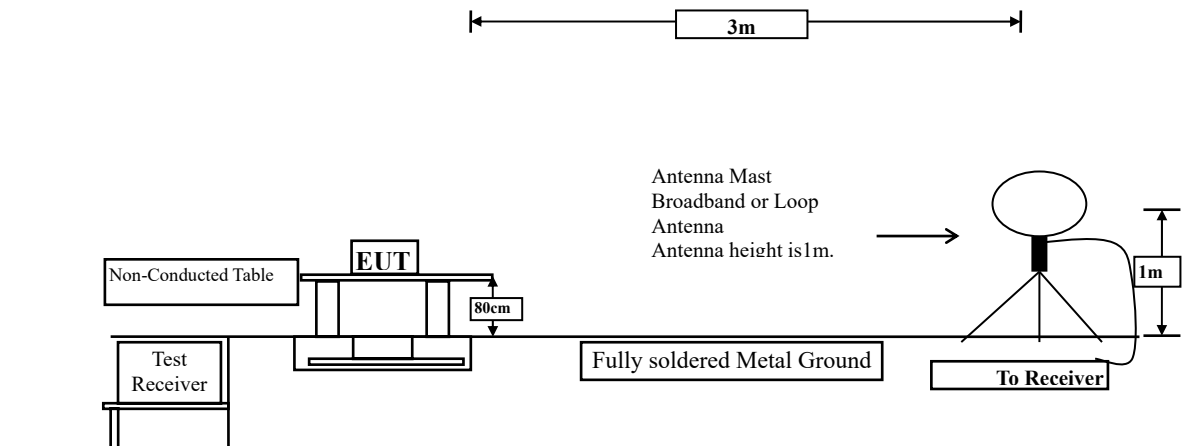 3m
Antenna Mast
Broadband or Loop
Antenna
Antenna height is1m.
EUT
Non-Conducted Table
80cm
1m
Test
Receiver
Fully soldered Metal Ground
To Receiver